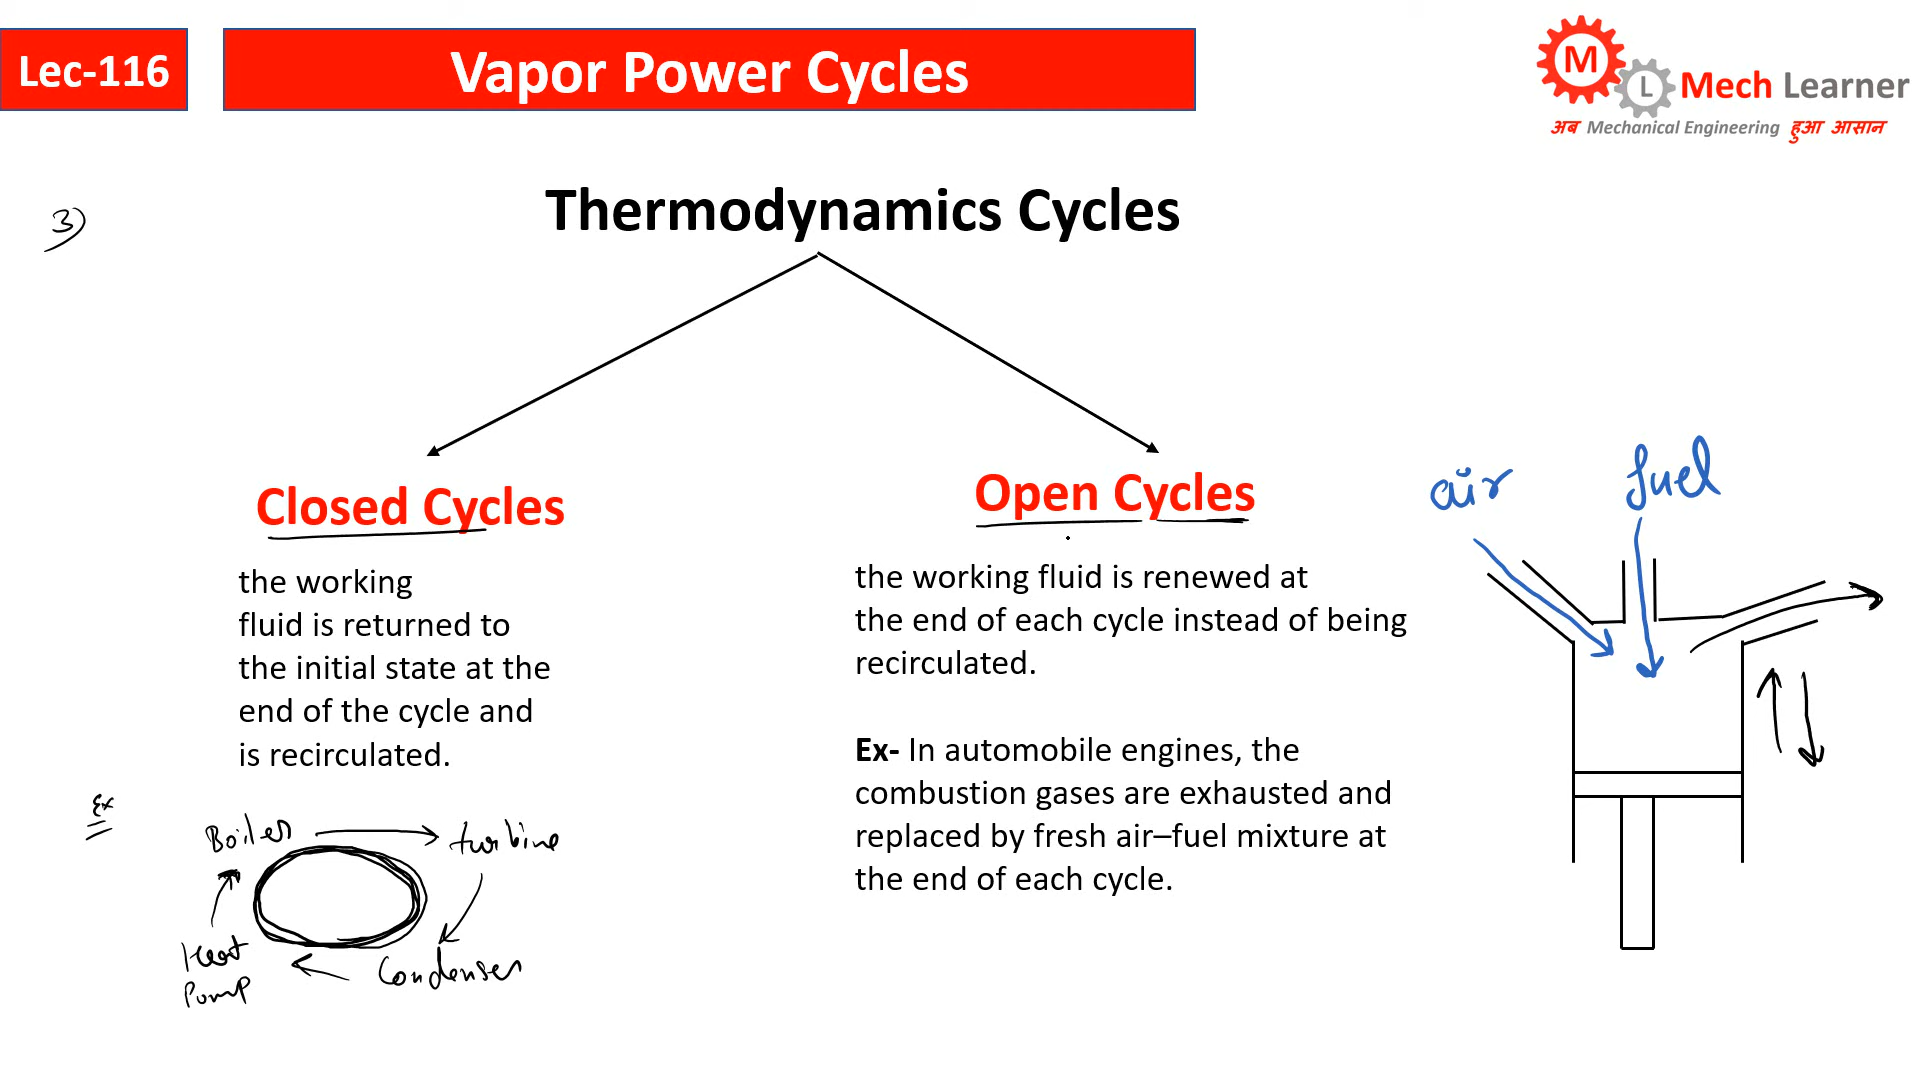 Lec-116
Vapor Power Cycles
M
L
Mech Learner
अब Mechanical Engineering हुआ आसान
3)
Thermodynamics Cycles
Closed Cycles
the working
fluid is returned to
the initial state at the
end of the cycle and
is recirculated.
Ex
Boiler
turbine
Heat
Pump
Condenser
Open Cycles
the working fluid is renewed at
the end of each cycle instead of being
recirculated.
Ex- In automobile engines, the
combustion gases are exhausted and
replaced by fresh air–fuel mixture at
the end of each cycle.
air
fuel